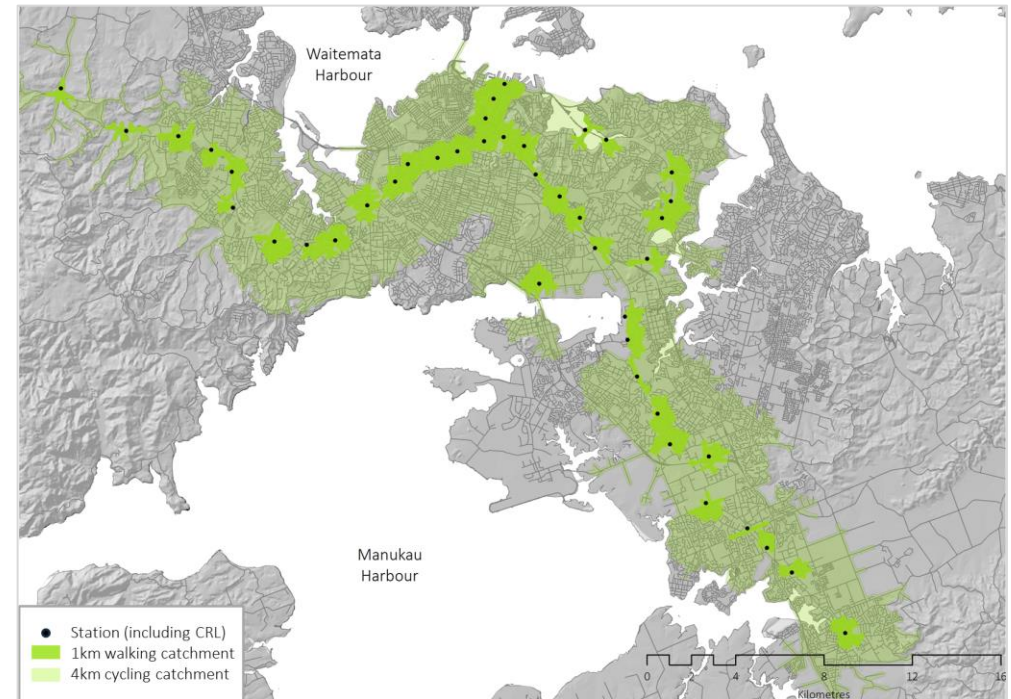 Waitemata
Harbour
Manukau
Harbour
Station (including CRL)
1km walking catchment
4km cycling catchment
0 4 8 12 16
Kilometres